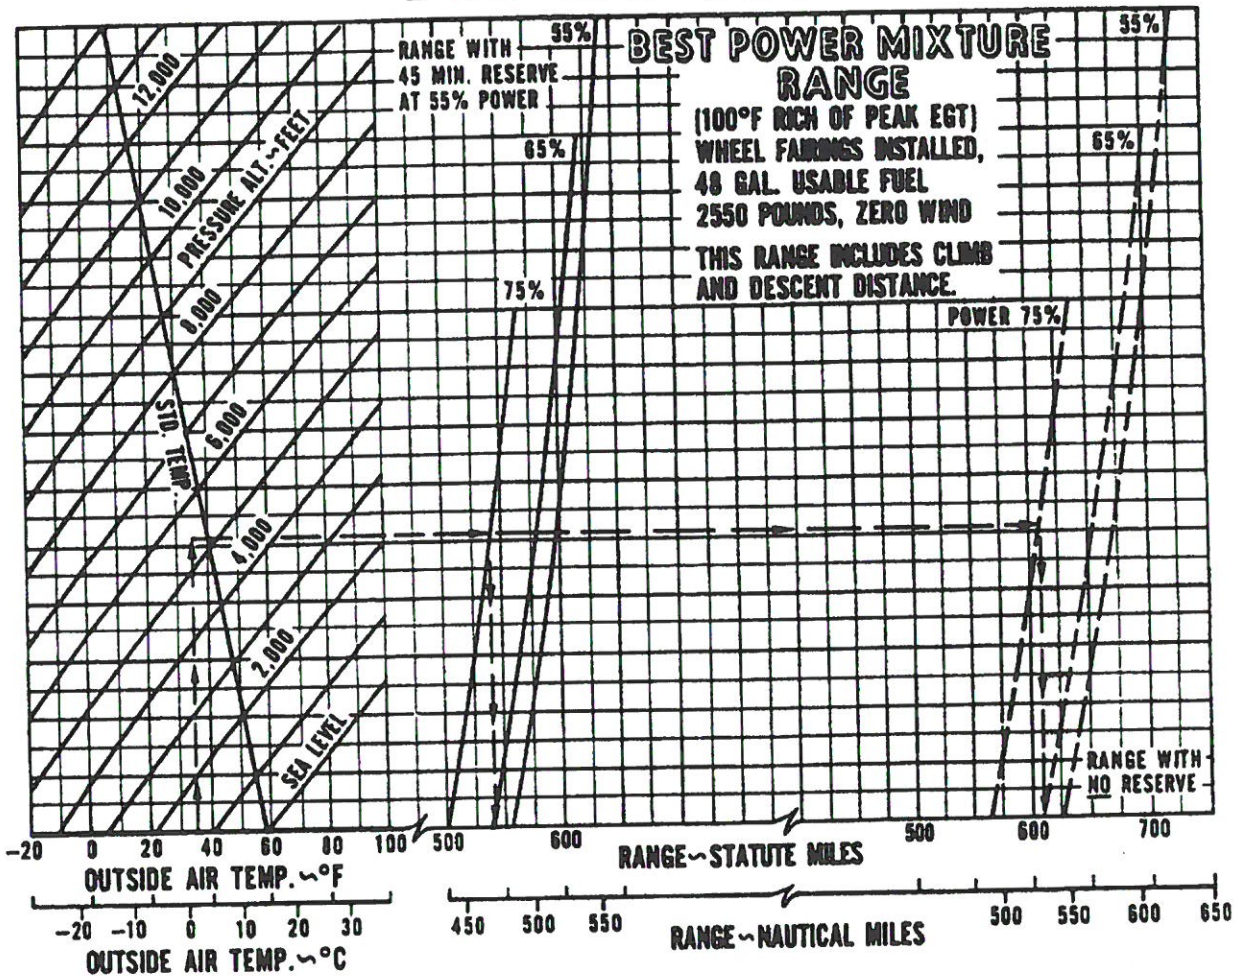 55%
BEST POWER MIXTURE
RANGE
(100°F RICH OF PEAK EGT)
WHEEL FAIRINGS INSTALLED,
48 GAL. USABLE FUEL
2550 POUNDS, ZERO WIND
THIS RANGE INCLUDES CLIMB
AND DESCENT DISTANCE.
55%
RANGE WITH
45 MIN. RESERVE
AT 55% POWER
65%
65%
75%
POWER 75%
12,000
10,000
PRESSURE ALT.~FEET
8,000
6,000
STD. TEMP.
4,000
2,000
SEA LEVEL
RANGE WITH
NO RESERVE
-20 0 20 40 60 80 100 500 600 500 600 700
OUTSIDE AIR TEMP.~°F
RANGE~STATUTE MILES
-20 -10 0 10 20 30 450 500 550 500 550 600 650
OUTSIDE AIR TEMP.~°C
RANGE~NAUTICAL MILES